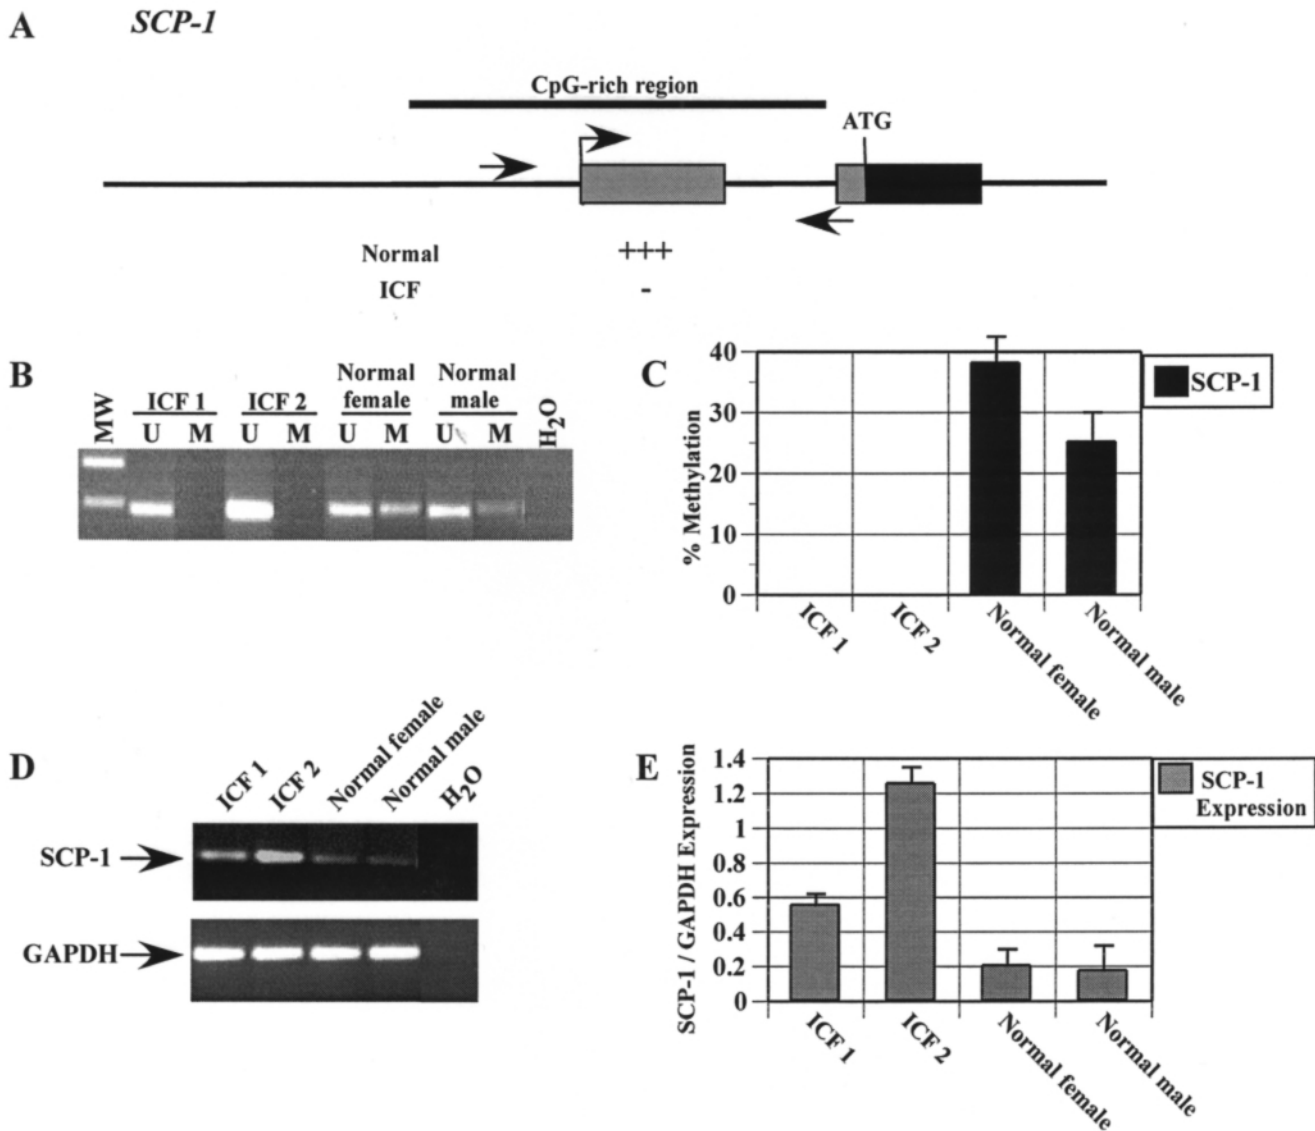 A
SCP-1
CpG-rich region
ATG
Normal +++
ICF -
B
MW
ICF 1
ICF 2
Normal female
Normal male
H2O
U M U M U M U M
C
40
30
20
10
0
% Methylation
SCP-1
ICF 1
ICF 2
Normal female
Normal male
D
ICF 1
ICF 2
Normal female
Normal male
H2O
SCP-1
GAPDH
E
1.4
1.2
1
0.8
0.6
0.4
0.2
0
SCP-1 / GAPDH Expression
SCP-1
Expression
ICF 1
ICF 2
Normal female
Normal male